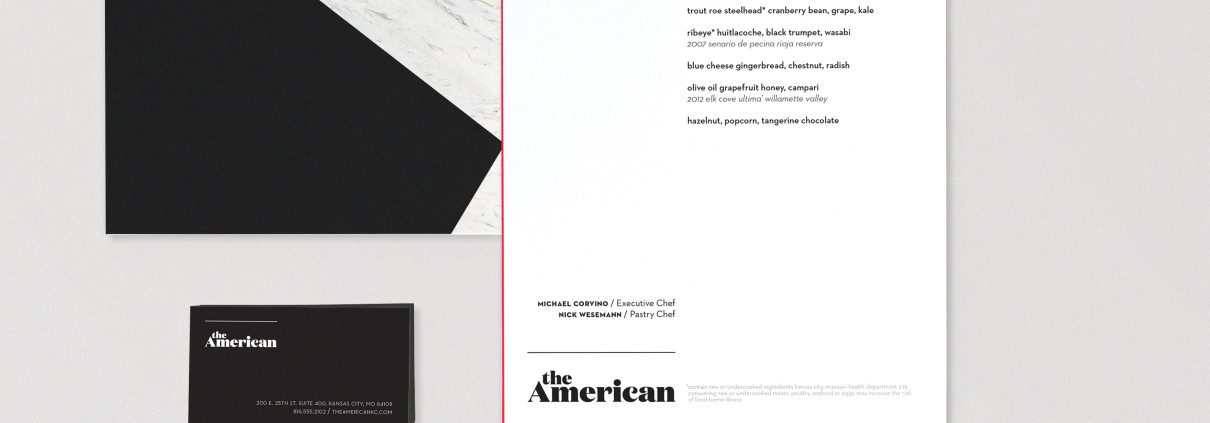 trout roe steelhead* cranberry bean, grape, kale
ribeye* huitlacoche, black trumpet, wasabi
2007 senario de pecina rioja reserva
blue cheese gingerbread, chestnut, radish
olive oil grapefruit honey, campari
2012 elk cove ultima' willamette valley
hazelnut, popcorn, tangerine chocolate
MICHAEL CORVINO / Executive Chef
NICK WESEMANN / Pastry Chef
the
American
*contain raw or undercooked ingredients kansas city, missouri health department 2.1b
consuming raw or undercooked meats, poultry, seafood or eggs may increase the risk
of food borne illness.
the
American
200 E. 25TH ST. SUITE 400, KANSAS CITY, MO 64108
816.555.2102 / THEAMERICANKC.COM